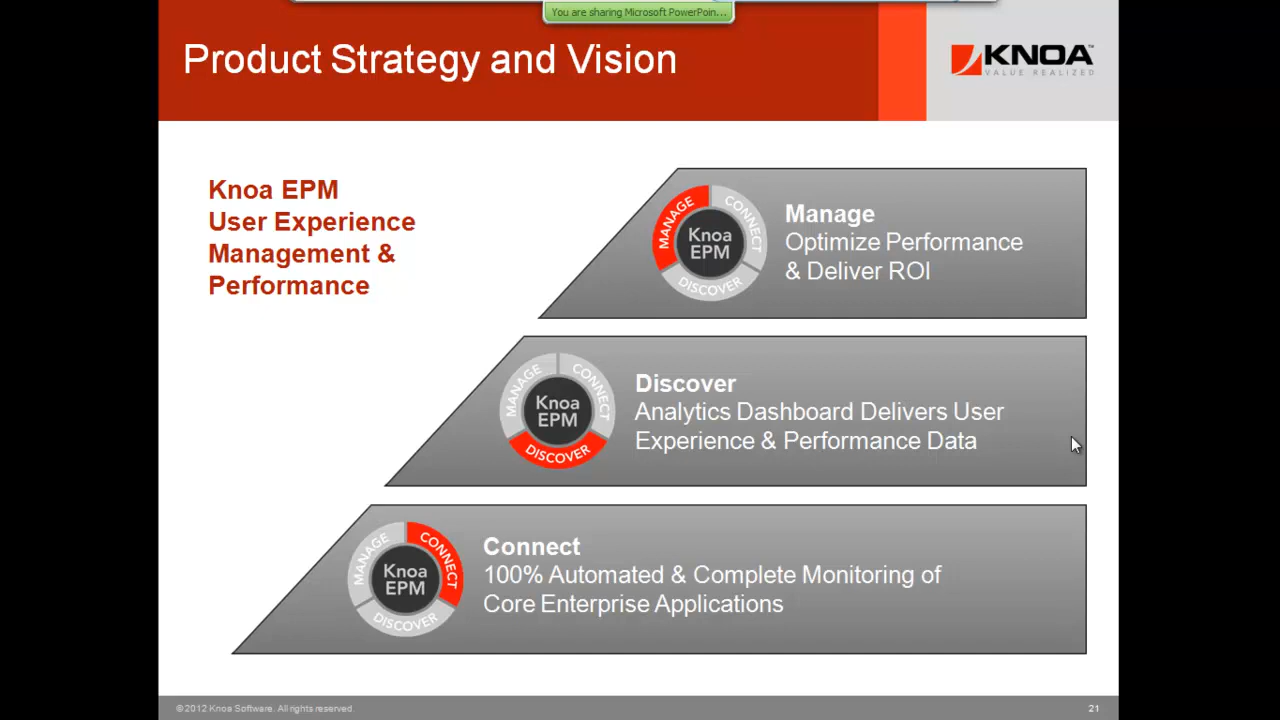 You are sharing Microsoft PowerPoin...
Product Strategy and Vision
KNOA™
VALUE REALIZED
Knoa EPM
User Experience
Management &
Performance
MANAGE
CONNECT
DISCOVER
Knoa
EPM
Manage
Optimize Performance
& Deliver ROI
MANAGE
CONNECT
DISCOVER
Knoa
EPM
Discover
Analytics Dashboard Delivers User
Experience & Performance Data
MANAGE
CONNECT
DISCOVER
Knoa
EPM
Connect
100% Automated & Complete Monitoring of
Core Enterprise Applications
© 2012 Knoa Software. All rights reserved.
21